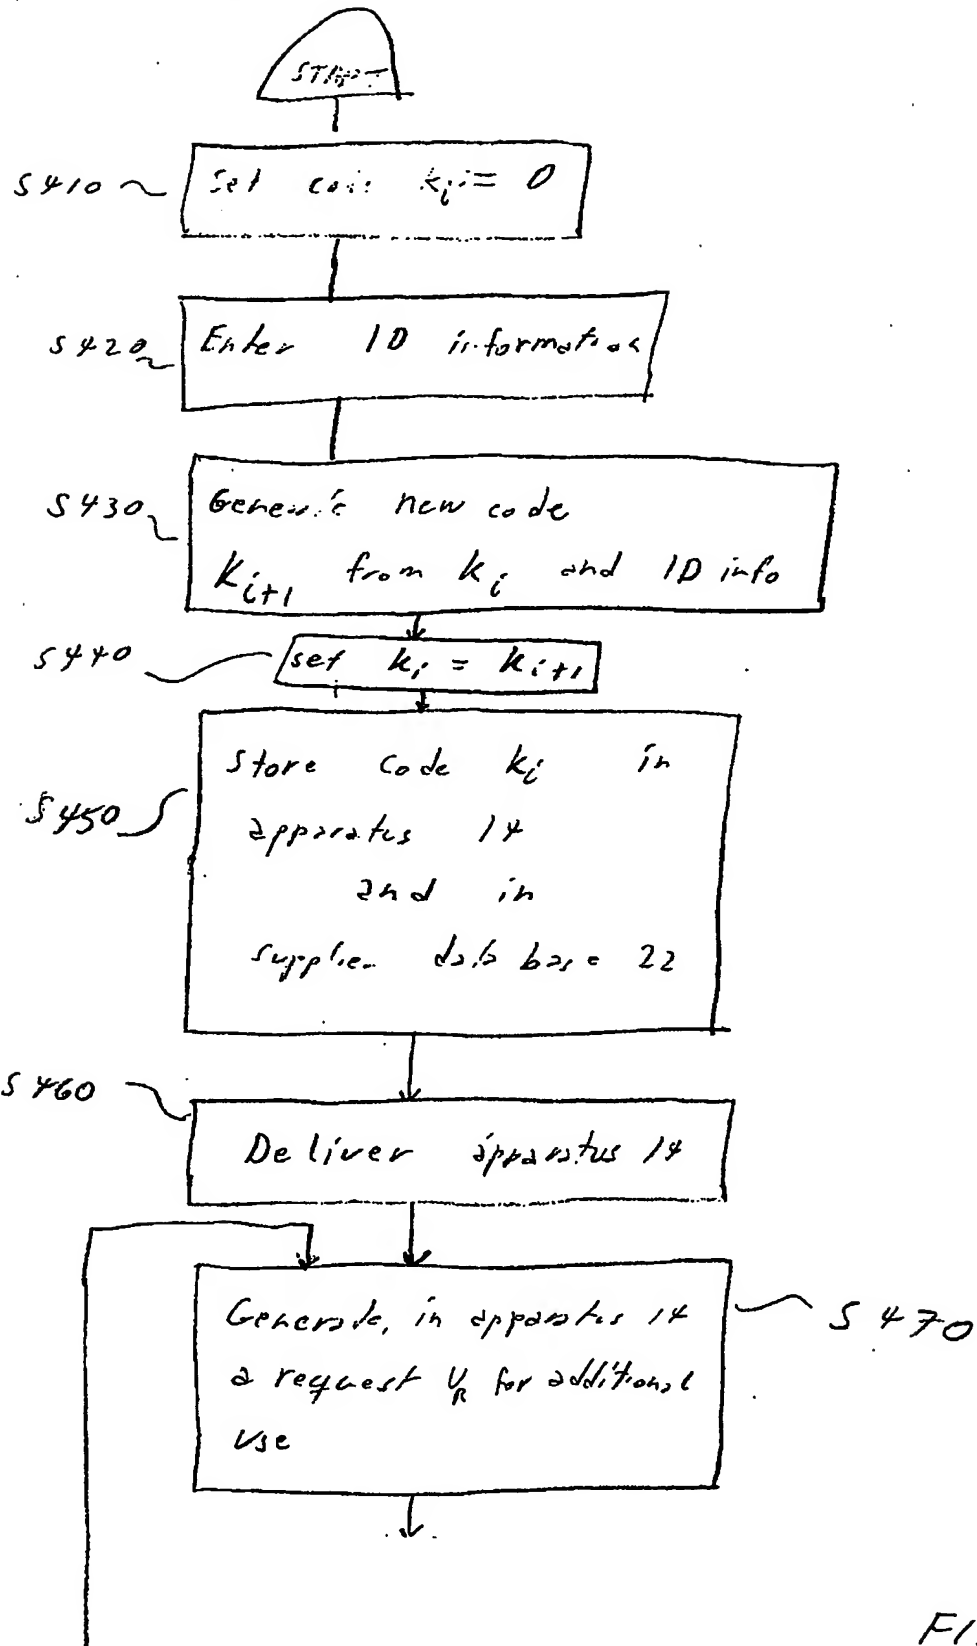 START
S410
Set code ki := 0
S420
Enter ID information
S430
Generate new code
Ki+1 from ki and ID info
S440
set ki = ki+1
S450
Store code ki in
apparatus 14
and in
supplier data base 22
S460
Deliver apparatus 14
S470
Generate, in apparatus 14
a request UR for additional
use